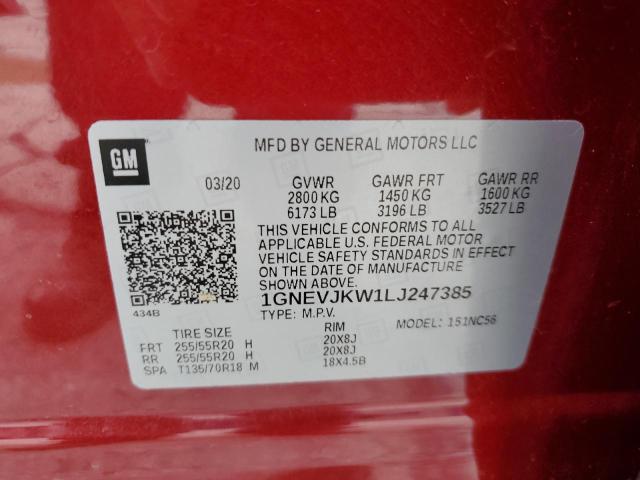 GM
MFD BY GENERAL MOTORS LLC
03/20 GVWR GAWR FRT GAWR RR
2800 KG 1450 KG 1600 KG
6173 LB 3196 LB 3527 LB
THIS VEHICLE CONFORMS TO ALL
APPLICABLE U.S. FEDERAL MOTOR
VEHICLE SAFETY STANDARDS IN EFFECT
ON THE DATE OF MANUFACTURE
SHOWN ABOVE.
1GNEVJKW1LJ247385
434B
TYPE: M.P.V. MODEL: 151NC56
TIRE SIZE RIM
FRT 255/55R20 H 20X8J
RR 255/55R20 H 20X8J
SPA T135/70R18 M 18X4.5B